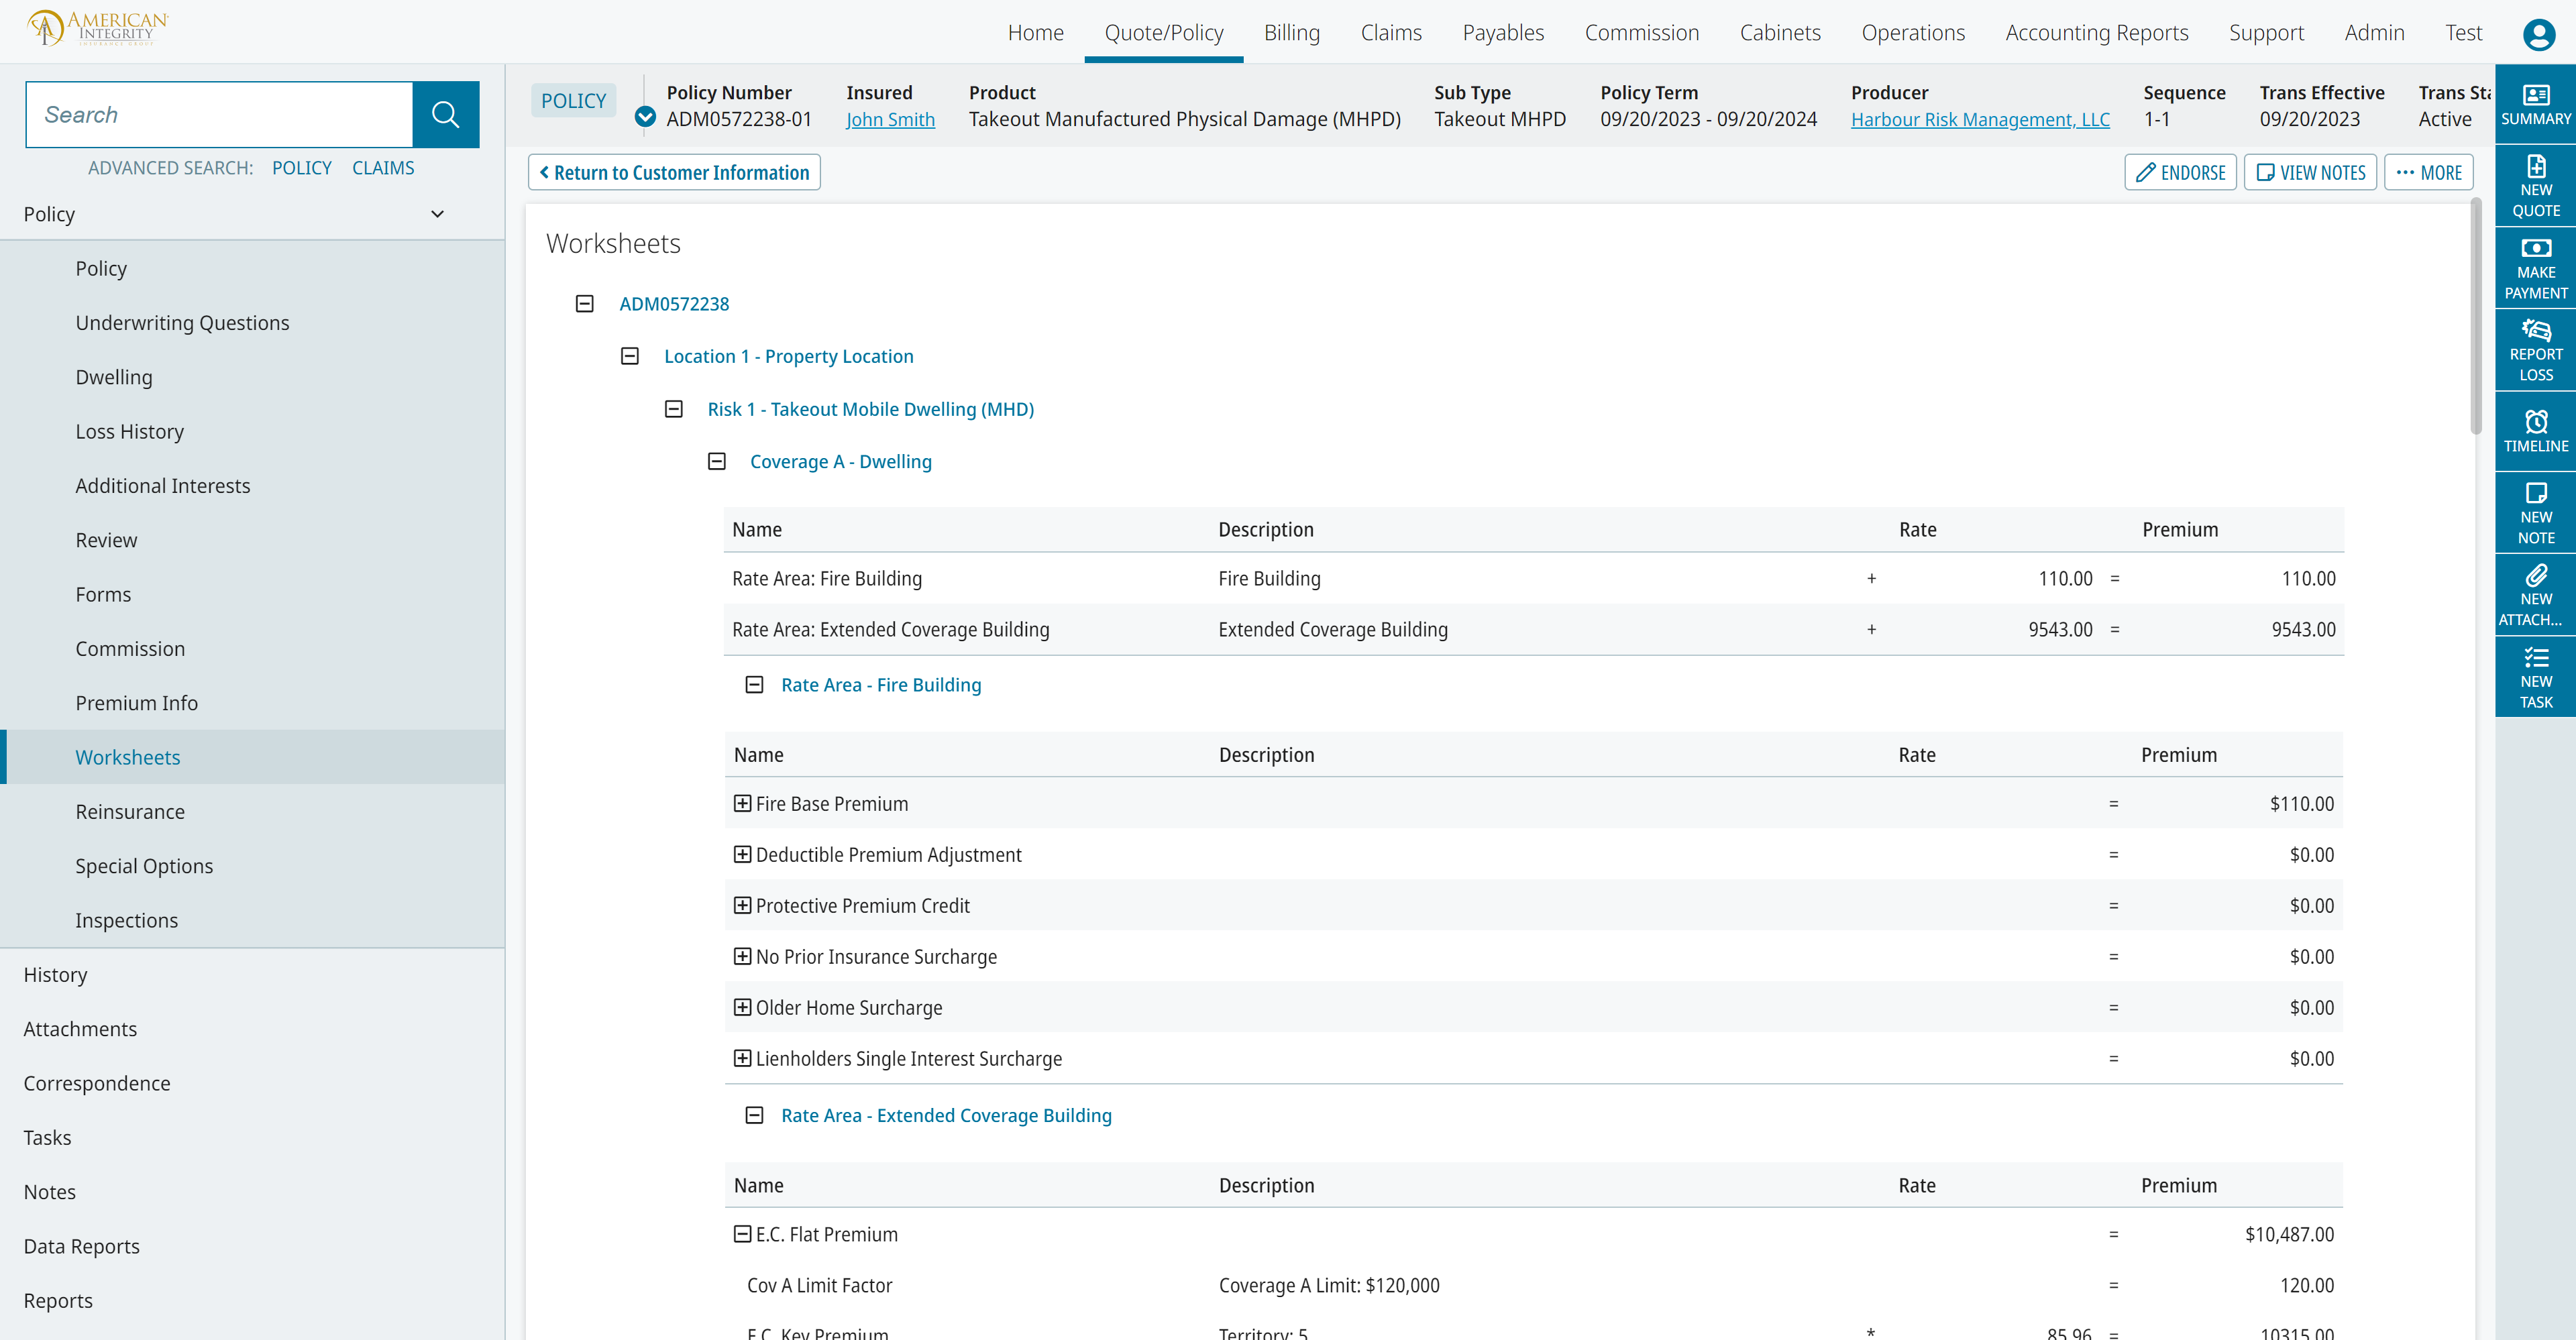 AMERICAN
INTEGRITY
INSURANCE GROUP
Home Quote/Policy Billing Claims Payables Commission Cabinets Operations Accounting Reports Support Admin Test
Search
ADVANCED SEARCH: POLICY CLAIMS
POLICY
Policy Number Insured Product Sub Type Policy Term Producer Sequence Trans Effective Trans Sta
ADM0572238-01 John Smith Takeout Manufactured Physical Damage (MHPD) Takeout MHPD 09/20/2023 - 09/20/2024 Harbour Risk Management, LLC 1-1 09/20/2023 Active
Return to Customer Information ENDORSE VIEW NOTES MORE
Policy
Policy
Underwriting Questions
Dwelling
Loss History
Additional Interests
Review
Forms
Commission
Premium Info
Worksheets
Reinsurance
Special Options
Inspections
History
Attachments
Correspondence
Tasks
Notes
Data Reports
Reports
Worksheets
ADM0572238
Location 1 - Property Location
Risk 1 - Takeout Mobile Dwelling (MHD)
Coverage A - Dwelling
Name Description Rate Premium
Rate Area: Fire Building Fire Building + 110.00 = 110.00
Rate Area: Extended Coverage Building Extended Coverage Building + 9543.00 = 9543.00
Rate Area - Fire Building
Name Description Rate Premium
Fire Base Premium = $110.00
Deductible Premium Adjustment = $0.00
Protective Premium Credit = $0.00
No Prior Insurance Surcharge = $0.00
Older Home Surcharge = $0.00
Lienholders Single Interest Surcharge = $0.00
Rate Area - Extended Coverage Building
Name Description Rate Premium
E.C. Flat Premium = $10,487.00
Cov A Limit Factor Coverage A Limit: $120,000 = 120.00
E.C. Key Premium Territory: 5 * 85.96 = 10315.00
SUMMARY
NEW
QUOTE
MAKE
PAYMENT
REPORT
LOSS
TIMELINE
NEW
NOTE
NEW
ATTACH...
NEW
TASK